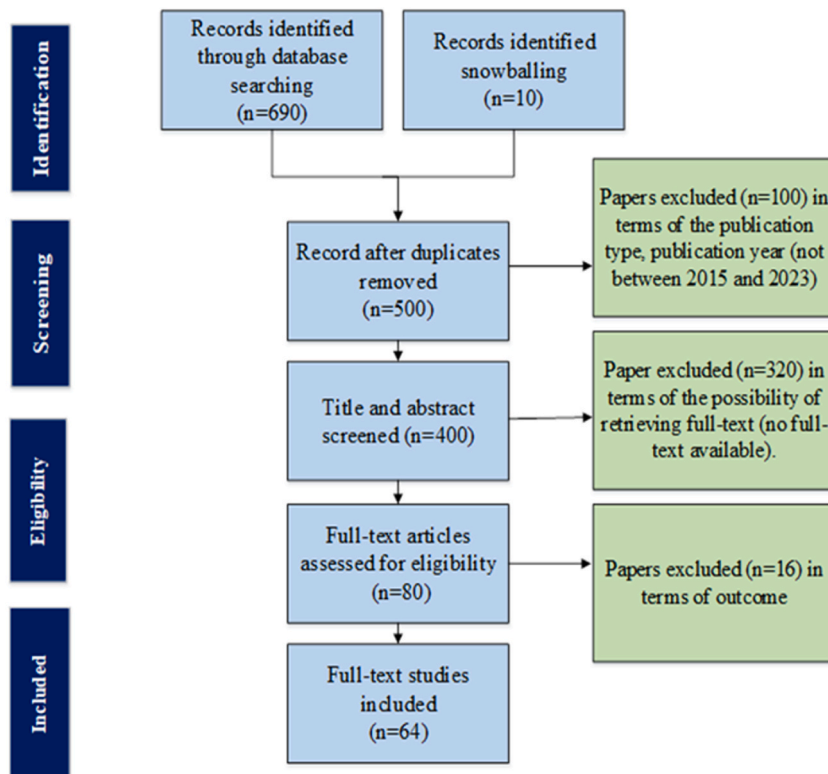 Identification
Records identified
through database
searching
(n=690)
Records identified
snowballing
(n=10)
Screening
Record after duplicates
removed
(n=500)
Papers excluded (n=100) in
terms of the publication
type, publication year (not
between 2015 and 2023)
Title and abstract
screened (n=400)
Paper excluded (n=320) in
terms of the possibility of
retrieving full-text (no full-
text available).
Eligibility
Full-text articles
assessed for eligibility
(n=80)
Papers excluded (n=16) in
terms of outcome
Included
Full-text studies
included
(n=64)